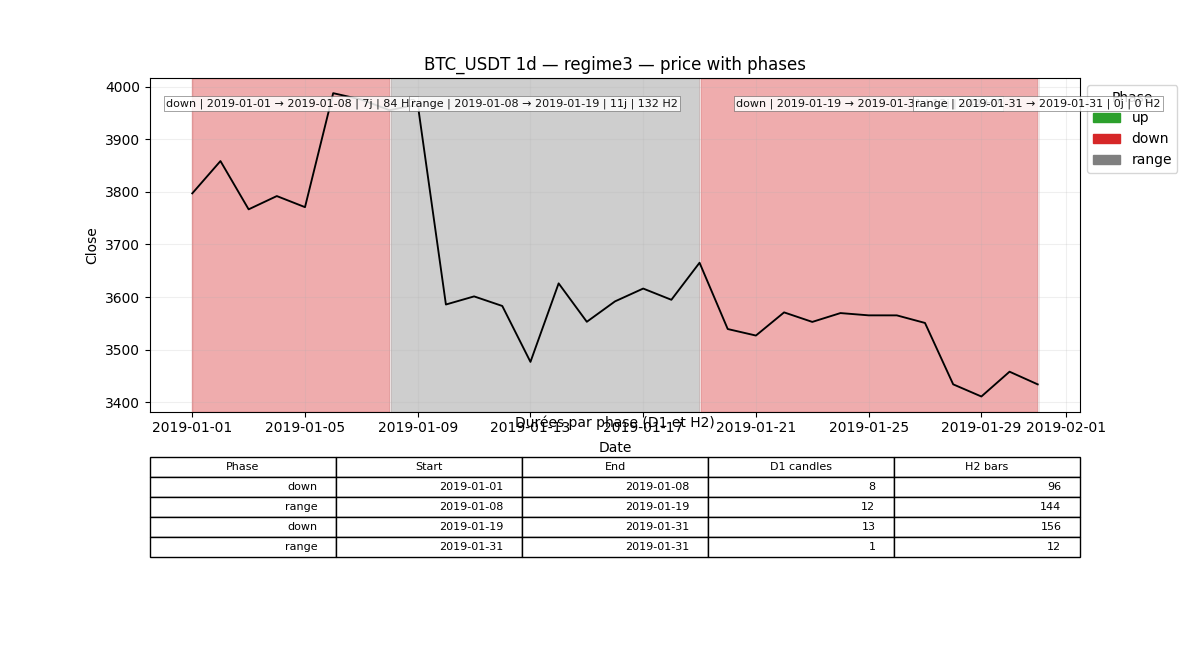 BTC_USDT 1d — regime3 — price with phases
4000
3900
3800
3700
3600
3500
3400
Close
down | 2019-01-01 → 2019-01-08 | 7j | 84 H
range | 2019-01-08 → 2019-01-19 | 11j | 132 H2
down | 2019-01-19 → 2019-01-3
range | 2019-01-31 → 2019-01-31 | 0j | 0 H2
Phase
up
down
range
2019-01-01 2019-01-05 2019-01-09 2019-01-13 2019-01-17 2019-01-21 2019-01-25 2019-01-29 2019-02-01
Durées par phase (D1 et H2)
Date
Phase Start End D1 candles H2 bars
down 2019-01-01 2019-01-08 8 96
range 2019-01-08 2019-01-19 12 144
down 2019-01-19 2019-01-31 13 156
range 2019-01-31 2019-01-31 1 12